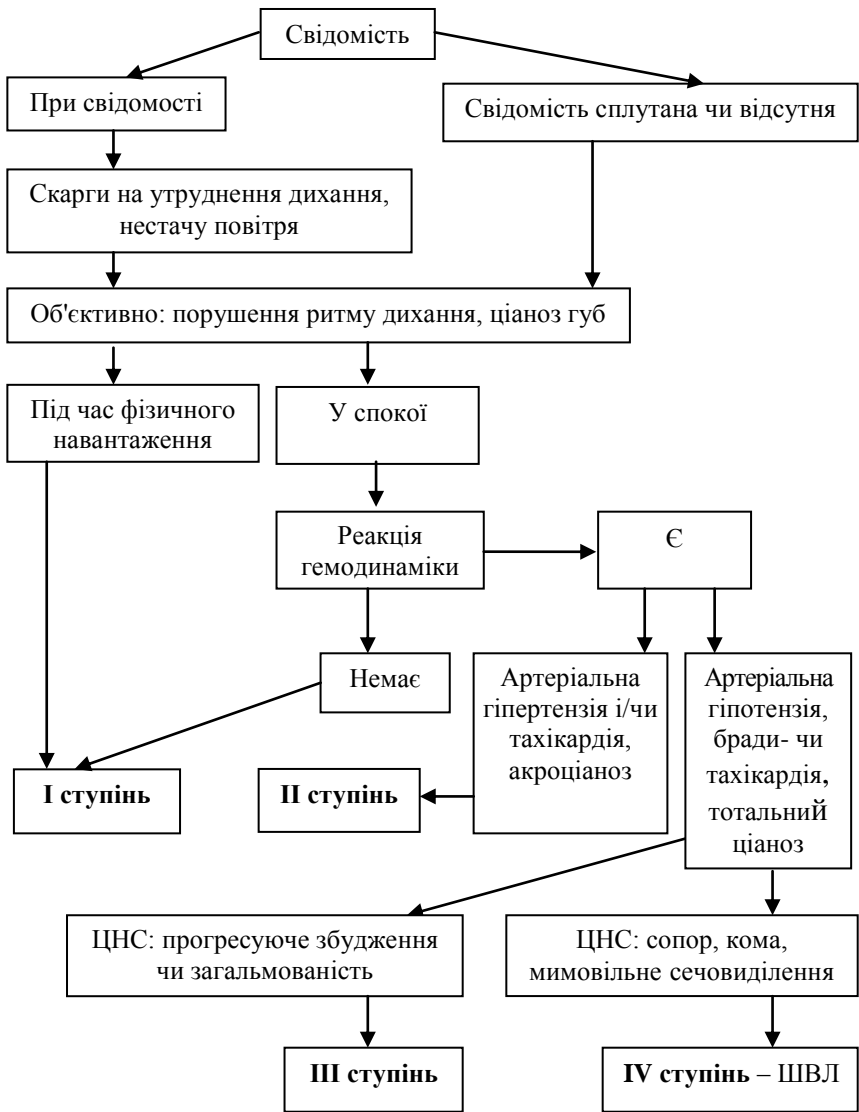 Свідомість
При свідомості
Свідомість сплутана чи відсутня
Скарги на утруднення дихання,
нестачу повітря
Об'єктивно: порушення ритму дихання, ціаноз губ
Під час фізичного
навантаження
У спокої
Реакція
гемодинаміки
Є
Немає
Артеріальна
гіпертензія і/чи
тахікардія,
акроціаноз
Артеріальна
гіпотензія,
бради- чи
тахікардія,
тотальний
ціаноз
I ступінь
II ступінь
ЦНС: прогресуюче збудження
чи загальмованість
ЦНС: сопор, кома,
мимовільне сечовиділення
III ступінь
IV ступінь – ШВЛ